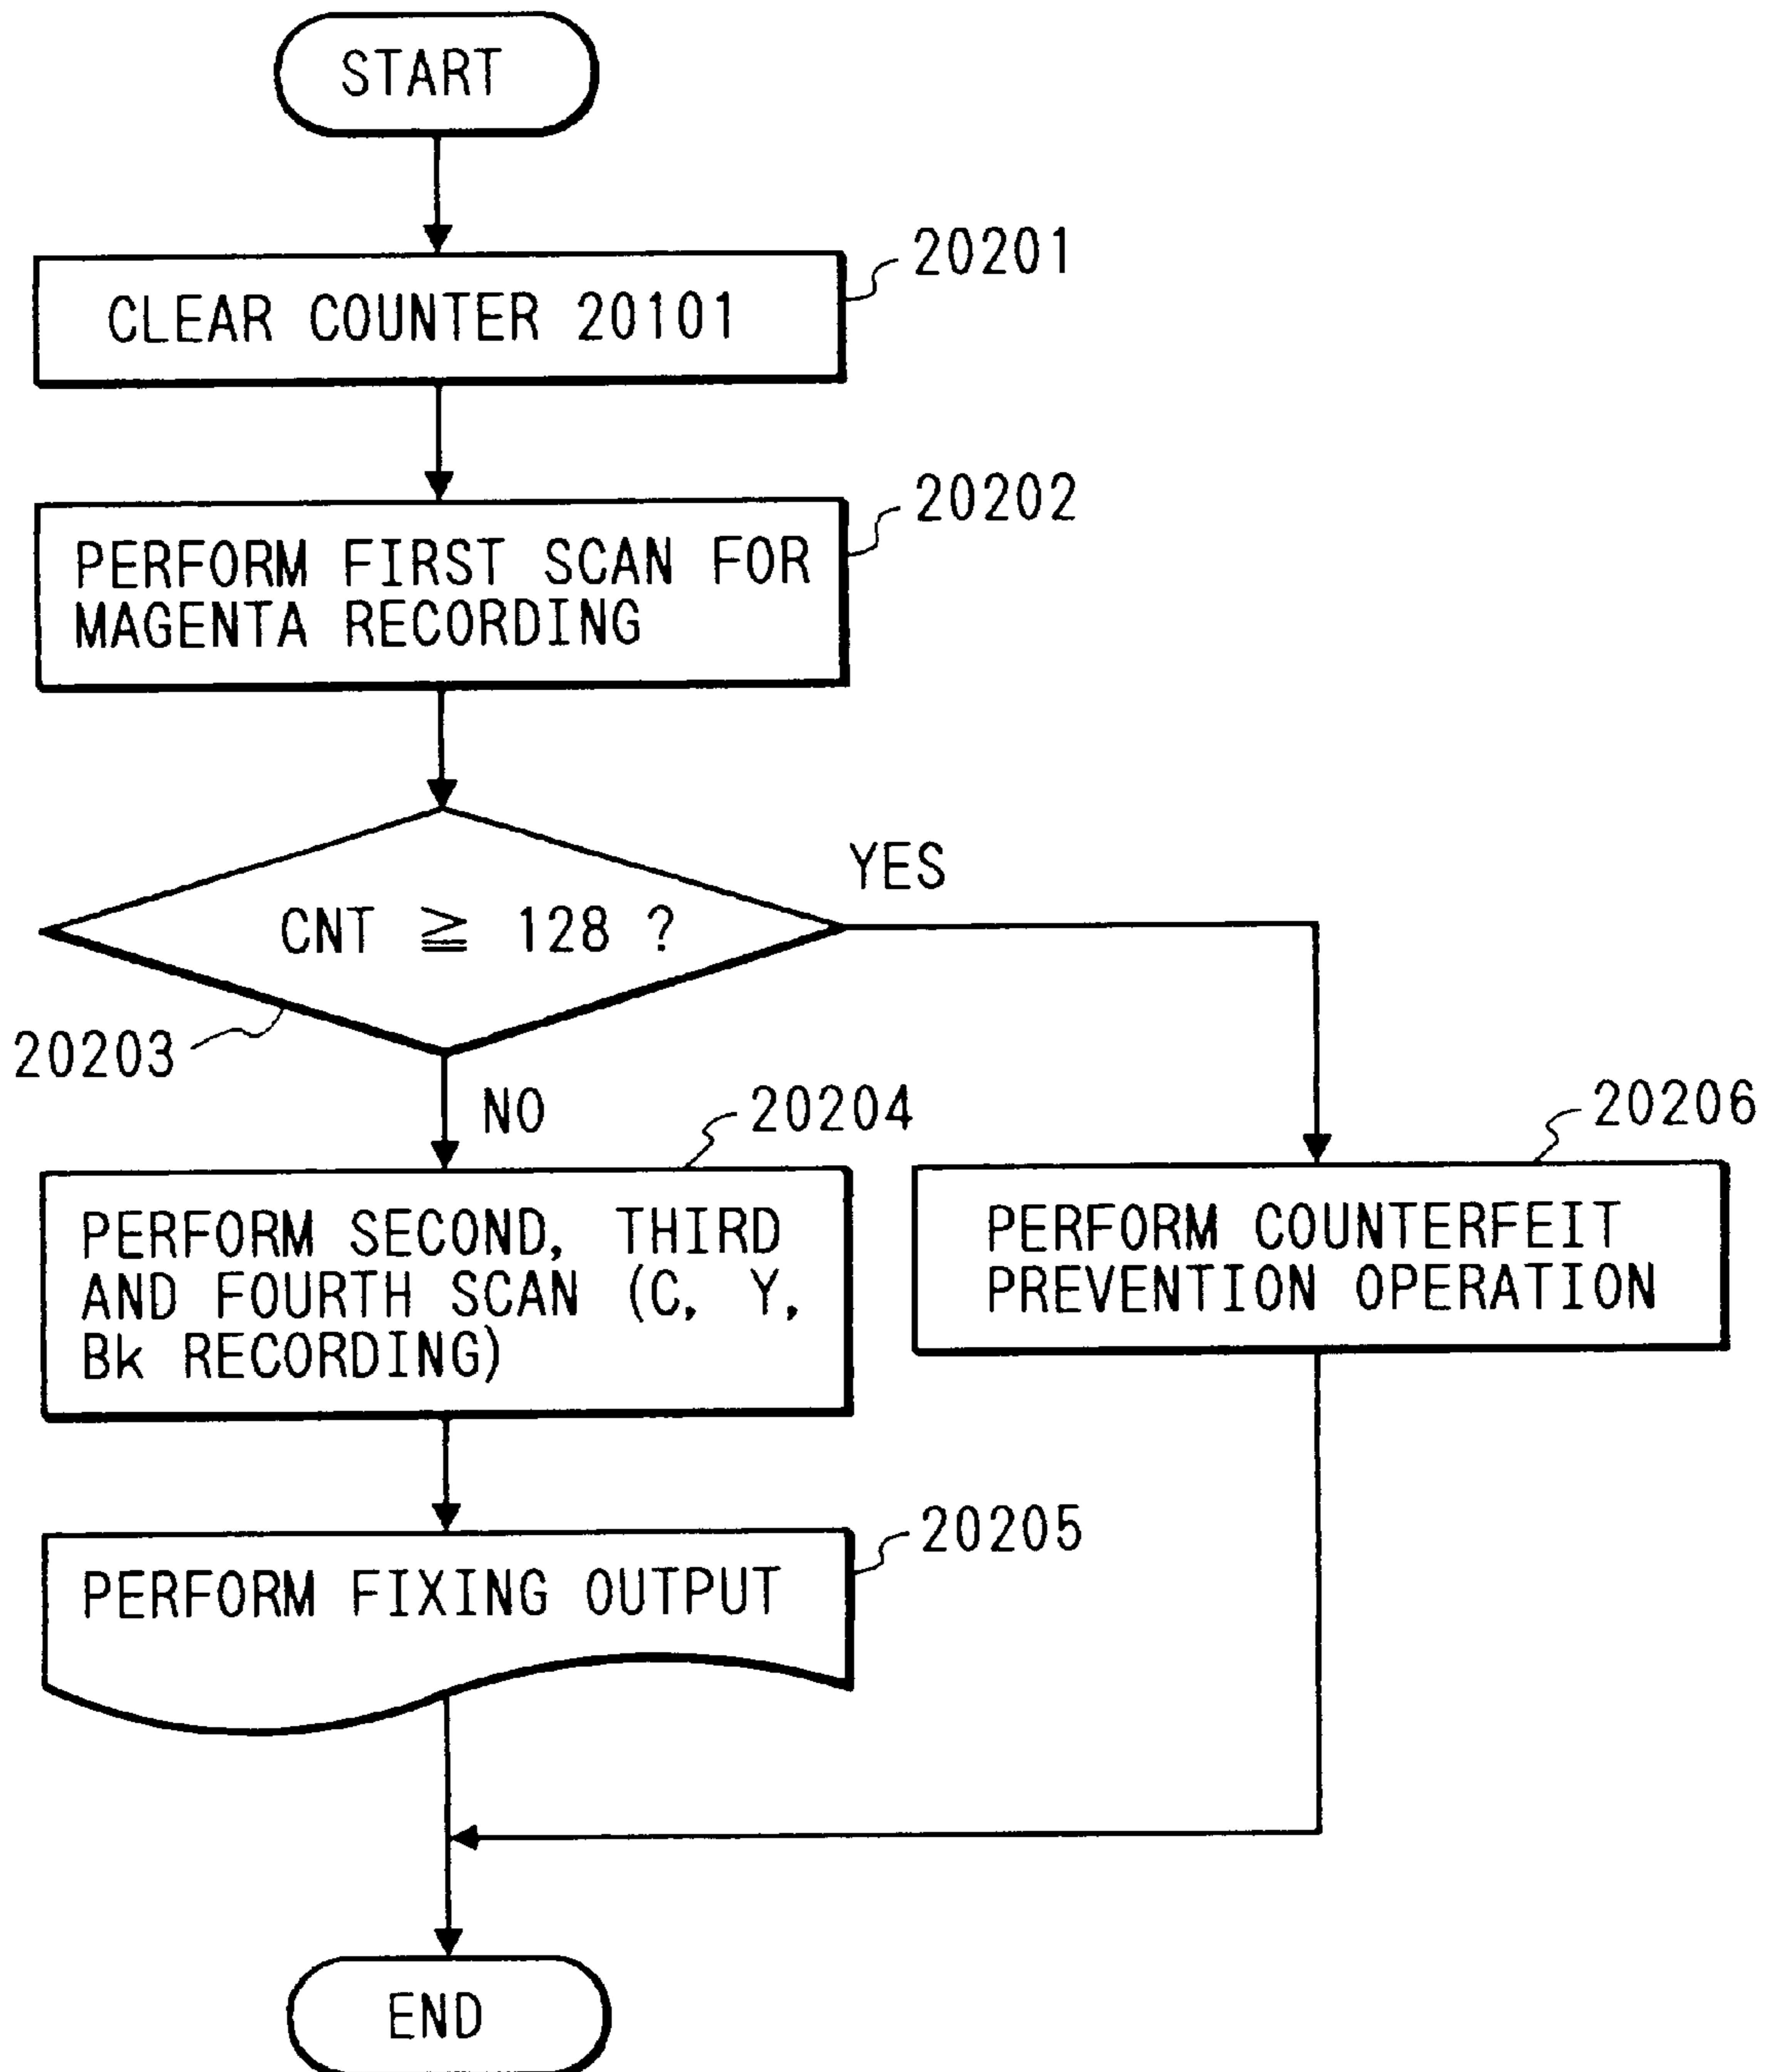 START
20201
CLEAR COUNTER 20101
20202
PERFORM FIRST SCAN FOR
MAGENTA RECORDING
YES
CNT ≧ 128 ?
20203
NO
20204
20206
PERFORM SECOND, THIRD
AND FOURTH SCAN (C, Y,
Bk RECORDING)
PERFORM COUNTERFEIT
PREVENTION OPERATION
20205
PERFORM FIXING OUTPUT
END